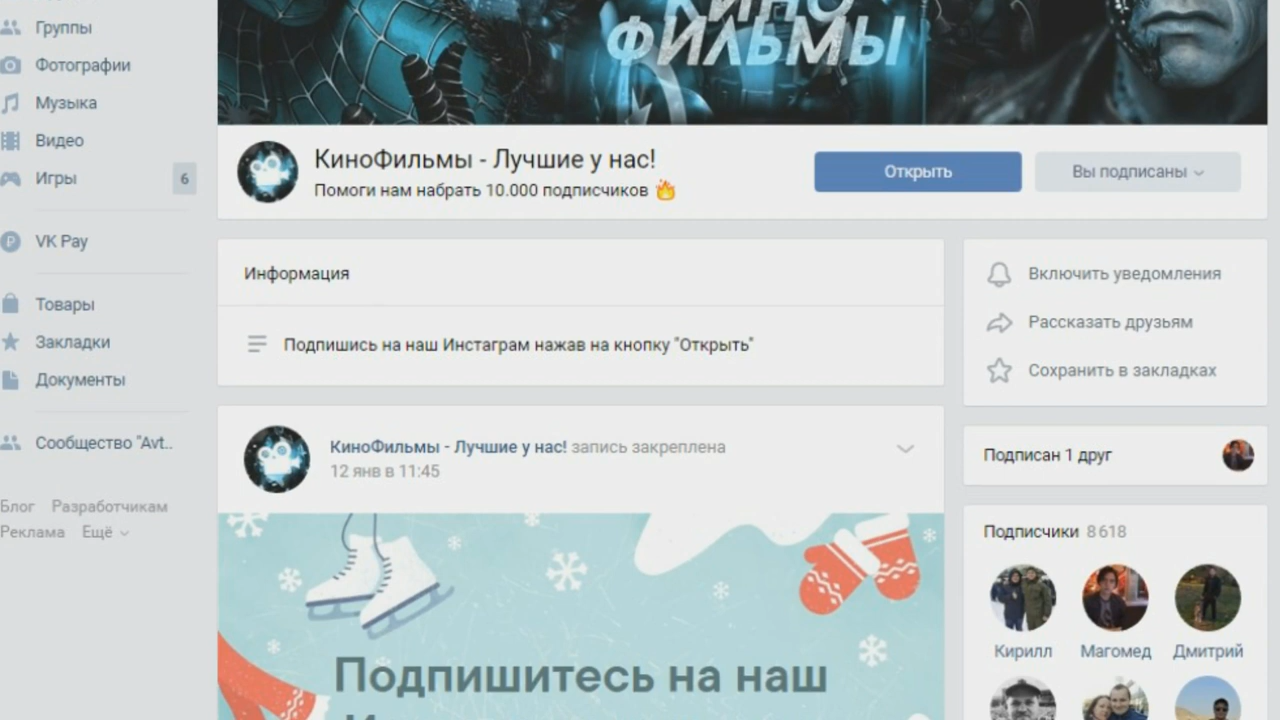 Группы
Фотографии
Музыка
Видео
Игры
6
VK Pay
Товары
Закладки
Документы
Сообщество "Avt..
Блог Разработчикам
Реклама Ещё
КИНО
ФИЛЬМЫ
КиноФильмы - Лучшие у нас!
Помоги нам набрать 10.000 подписчиков
Открыть
Вы подписаны
Информация
Подпишись на наш Инстаграм нажав на кнопку "Открыть"
КиноФильмы - Лучшие у нас! запись закреплена
12 янв в 11:45
Подпишитесь на наш
Включить уведомления
Рассказать друзьям
Сохранить в закладках
Подписан 1 друг
Подписчики 8 618
Кирилл Магомед Дмитрий